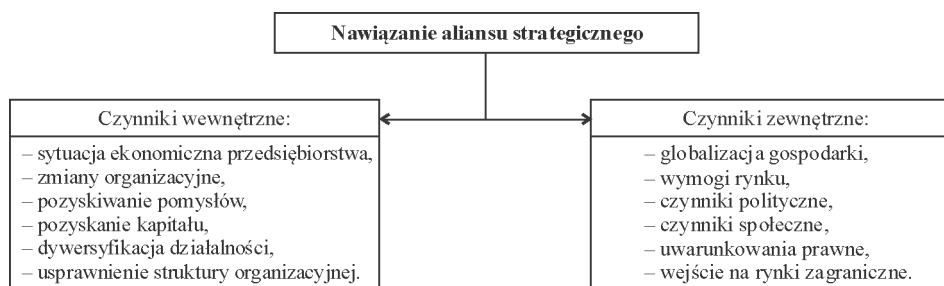 Nawiązanie aliansu strategicznego
Czynniki wewnętrzne:
– sytuacja ekonomiczna przedsiębiorstwa,
– zmiany organizacyjne,
– pozyskiwanie pomysłów,
– pozyskanie kapitału,
– dywersyfikacja działalności,
– usprawnienie struktury organizacyjnej.
Czynniki zewnętrzne:
– globalizacja gospodarki,
– wymogi rynku,
– czynniki polityczne,
– czynniki społeczne,
– uwarunkowania prawne,
– wejście na rynki zagraniczne.